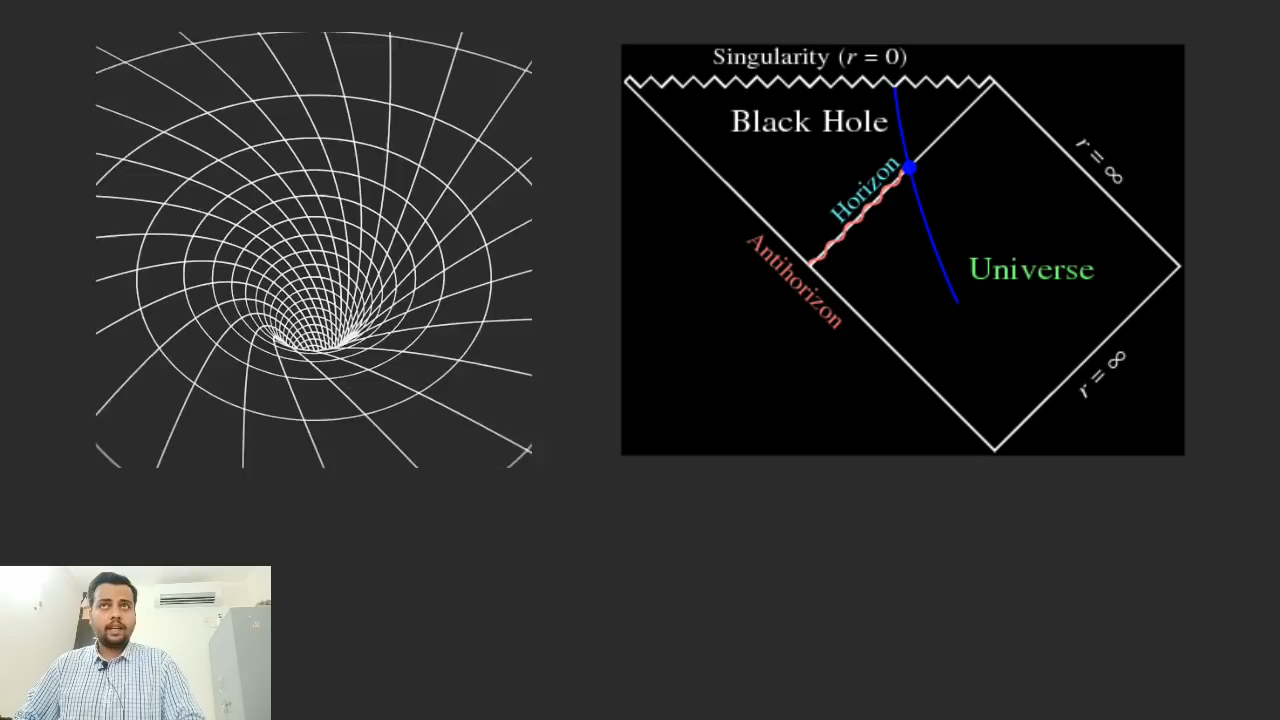 Singularity (r = 0)
Black Hole
Horizon
Antihorizon
Universe
r = ∞
r = ∞